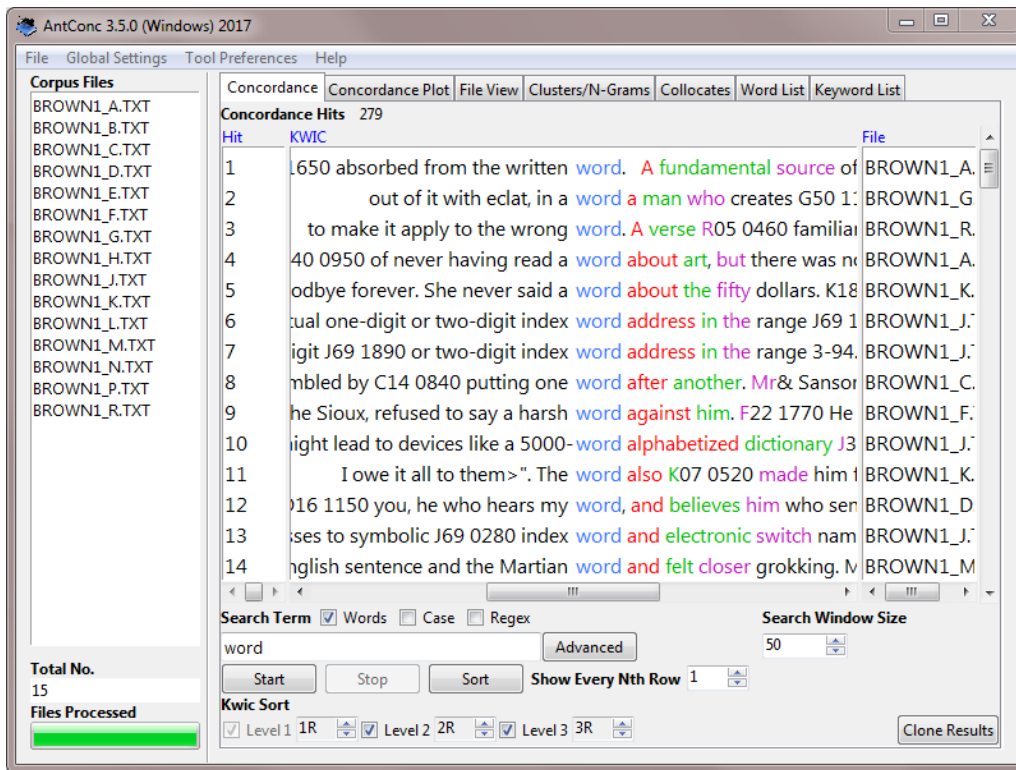 AntConc 3.5.0 (Windows) 2017
File Global Settings Tool Preferences Help
Corpus Files
BROWN1_A.TXT
BROWN1_B.TXT
BROWN1_C.TXT
BROWN1_D.TXT
BROWN1_E.TXT
BROWN1_F.TXT
BROWN1_G.TXT
BROWN1_H.TXT
BROWN1_J.TXT
BROWN1_K.TXT
BROWN1_L.TXT
BROWN1_M.TXT
BROWN1_N.TXT
BROWN1_P.TXT
BROWN1_R.TXT
Total No.
15
Files Processed
Concordance Concordance Plot File View Clusters/N-Grams Collocates Word List Keyword List
Concordance Hits 279
Hit KWIC File
1 1650 absorbed from the written word. A fundamental source of BROWN1_A.
2 out of it with eclat, in a word a man who creates G50 11 BROWN1_G
3 to make it apply to the wrong word. A verse R05 0460 familiar BROWN1_R.
4 40 0950 of never having read a word about art, but there was no BROWN1_A.
5 odbye forever. She never said a word about the fifty dollars. K18 BROWN1_K.
6 tual one-digit or two-digit index word address in the range J69 1 BROWN1_J.T
7 igit J69 1890 or two-digit index word address in the range 3-94. BROWN1_J.T
8 mbled by C14 0840 putting one word after another. Mr& Sanson BROWN1_C.
9 he Sioux, refused to say a harsh word against him. F22 1770 He BROWN1_F.T
10 night lead to devices like a 5000-word alphabetized dictionary J3 BROWN1_J.T
11 I owe it all to them>". The word also K07 0520 made him f BROWN1_K.
12 D16 1150 you, he who hears my word, and believes him who sen BROWN1_D
13 sses to symbolic J69 0280 index word and electronic switch nam BROWN1_J.T
14 nglish sentence and the Martian word and felt closer grokking. M BROWN1_M
Search Term Words Case Regex Search Window Size
word Advanced 50
Start Stop Sort Show Every Nth Row 1
Kwic Sort
Level 1 1R Level 2 2R Level 3 3R Clone Results